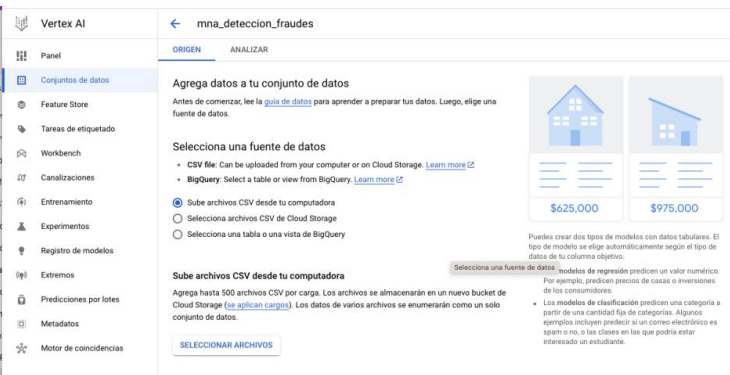 Vertex AI
mna_deteccion_fraudes
Panel
Conjuntos de datos
Feature Store
Tareas de etiquetado
Workbench
Canalizaciones
Entrenamiento
Experimentos
Registro de modelos
Extremos
Predicciones por lotes
Metadatos
Motor de coincidencias
ORIGEN ANALIZAR
Agrega datos a tu conjunto de datos
Antes de comenzar, lee la guía de datos para aprender a preparar tus datos. Luego, elige una
fuente de datos.
Selecciona una fuente de datos
• CSV file: Can be uploaded from your computer or on Cloud Storage. Learn more
• BigQuery: Select a table or view from BigQuery. Learn more
Sube archivos CSV desde tu computadora
Selecciona archivos CSV de Cloud Storage
Selecciona una tabla o una vista de BigQuery
Sube archivos CSV desde tu computadora
Agrega hasta 500 archivos CSV por carga. Los archivos se almacenarán en un nuevo bucket de
Cloud Storage (se aplican cargos). Los datos de varios archivos se enumerarán como un solo
conjunto de datos.
SELECCIONAR ARCHIVOS
$625,000 $975,000
Puedes crear dos tipos de modelos con datos tabulares. El
tipo de modelo se elige automáticamente según el tipo de
datos de tu columna objetivo.
Selecciona una fuente de datos
modelos de regresión predicen un valor numérico.
Por ejemplo, predicen precios de casas o inversiones
de los consumidores.
• Los modelos de clasificación predicen una categoría a
partir de una cantidad fija de categorías. Algunos
ejemplos incluyen predecir si un correo electrónico es
spam o no, o las clases en las que podría estar
interesado un estudiante.